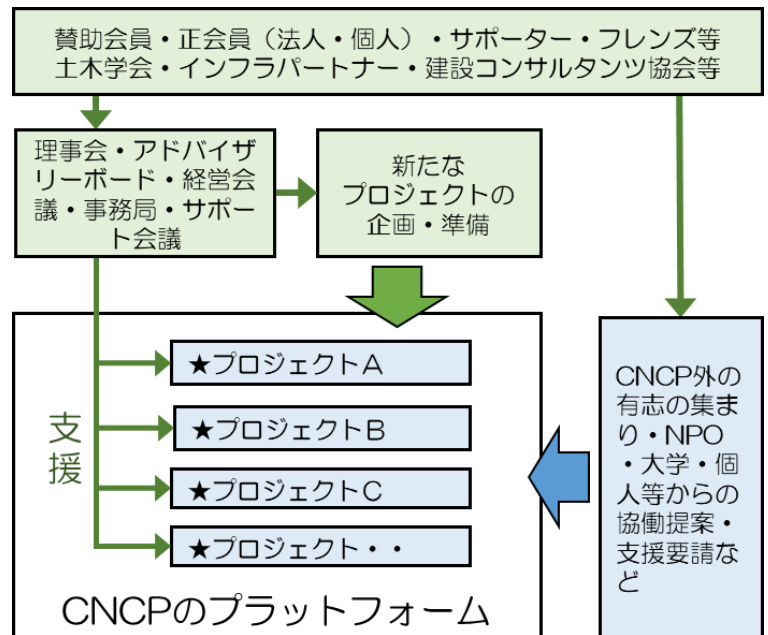 賛助会員・正会員（法人・個人）・サポーター・フレンズ等
土木学会・インフラパートナー・建設コンサルタンツ協会等
理事会・アドバイザ
リーボード・経営会
議・事務局・サポー
ト会議
新たな
プロジェクトの
企画・準備
支援
★プロジェクトA
★プロジェクトB
★プロジェクトC
★プロジェクト・・
CNCPのプラットフォーム
CNCP外の
有志の集ま
り・NPO
・大学・個
人等からの
協働提案・
支援要請な
ど